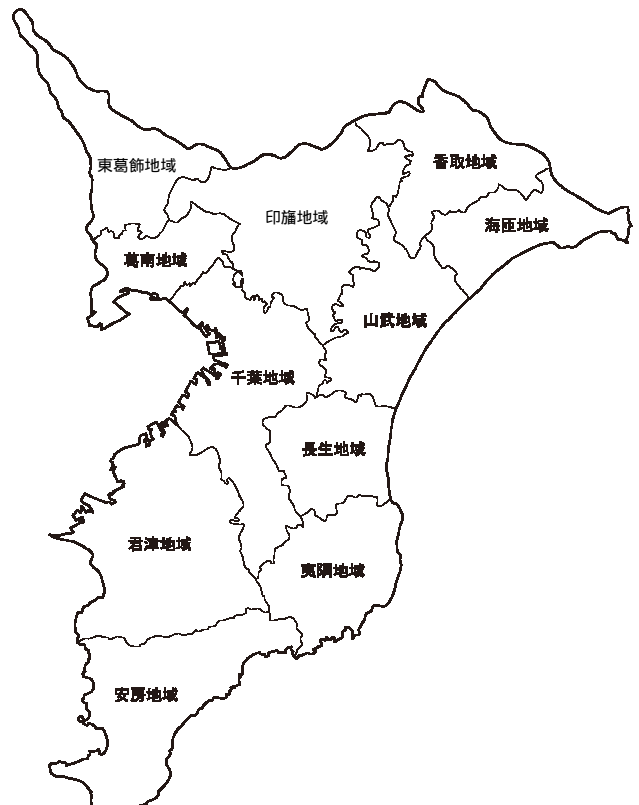 香取地域
東葛飾地域
印旛地域
海匝地域
葛南地域
山武地域
千葉地域
長生地域
君津地域
夷隅地域
安房地域